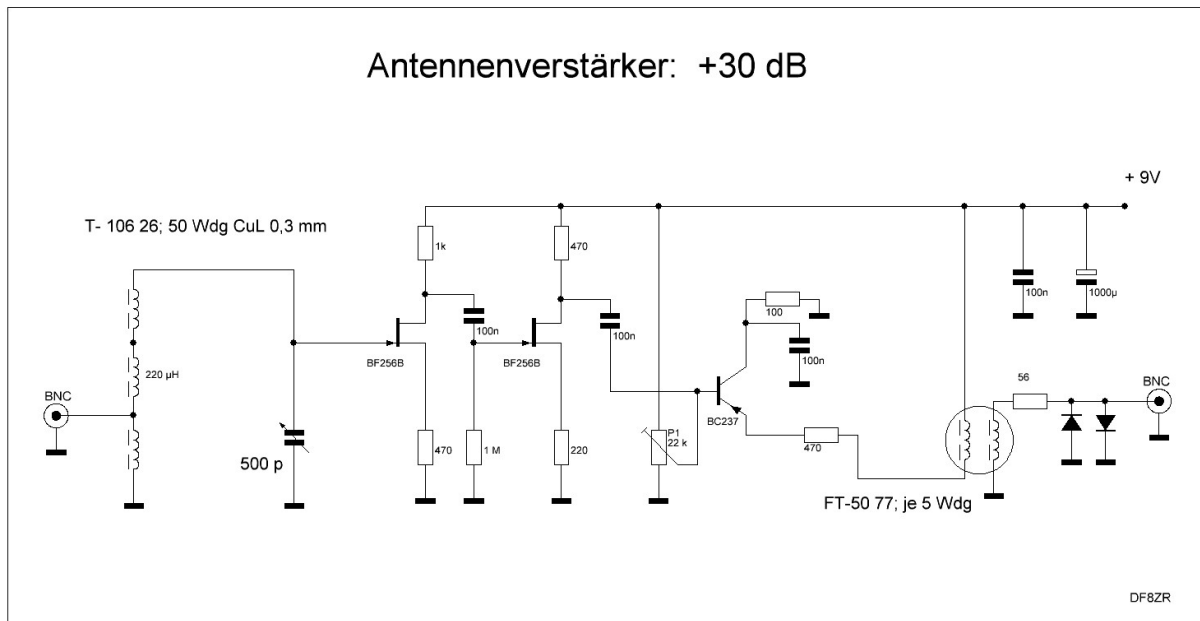 Antennenverstärker: +30 dB
+ 9V
T- 106 26; 50 Wdg CuL 0,3 mm
1k
470
100n
1000µ
100
100n
100n
100n
BF256B
BF256B
220 µH
56
BNC
BNC
BC237
P1
22 k
500 p
470
1 M
220
470
FT-50 77; je 5 Wdg
DF8ZR